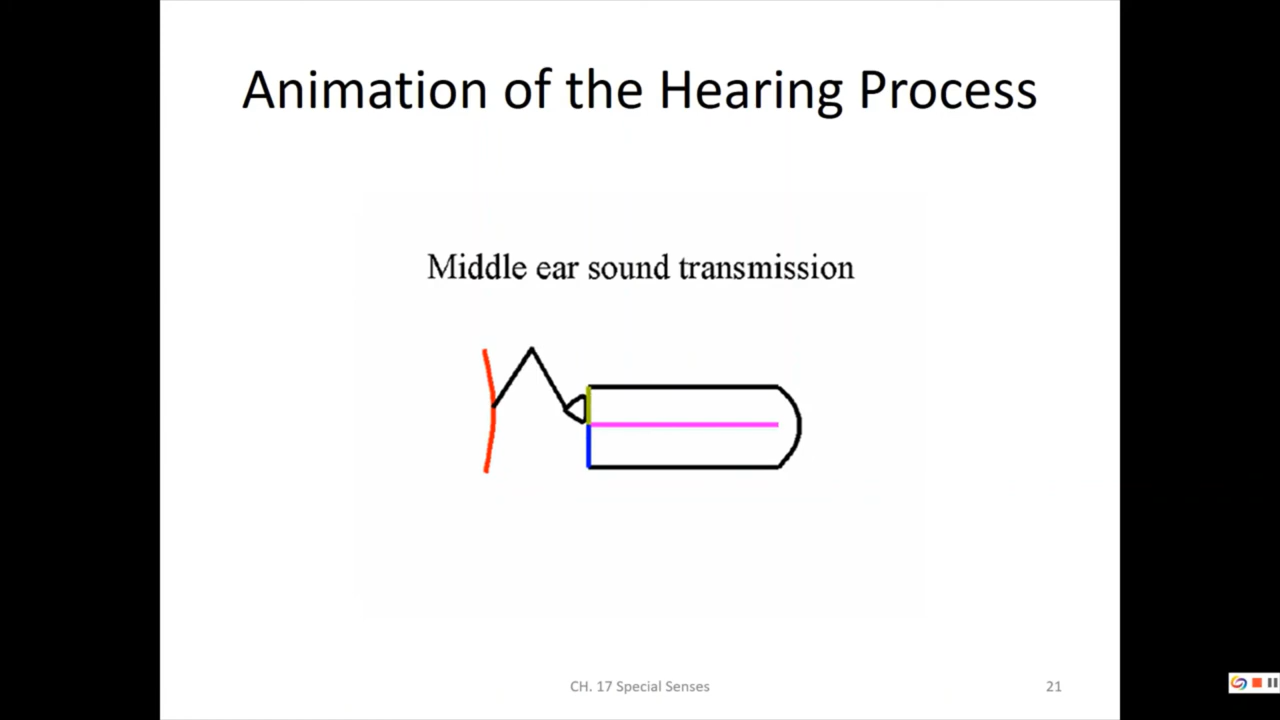 Animation of the Hearing Process
Middle ear sound transmission
CH. 17 Special Senses
21